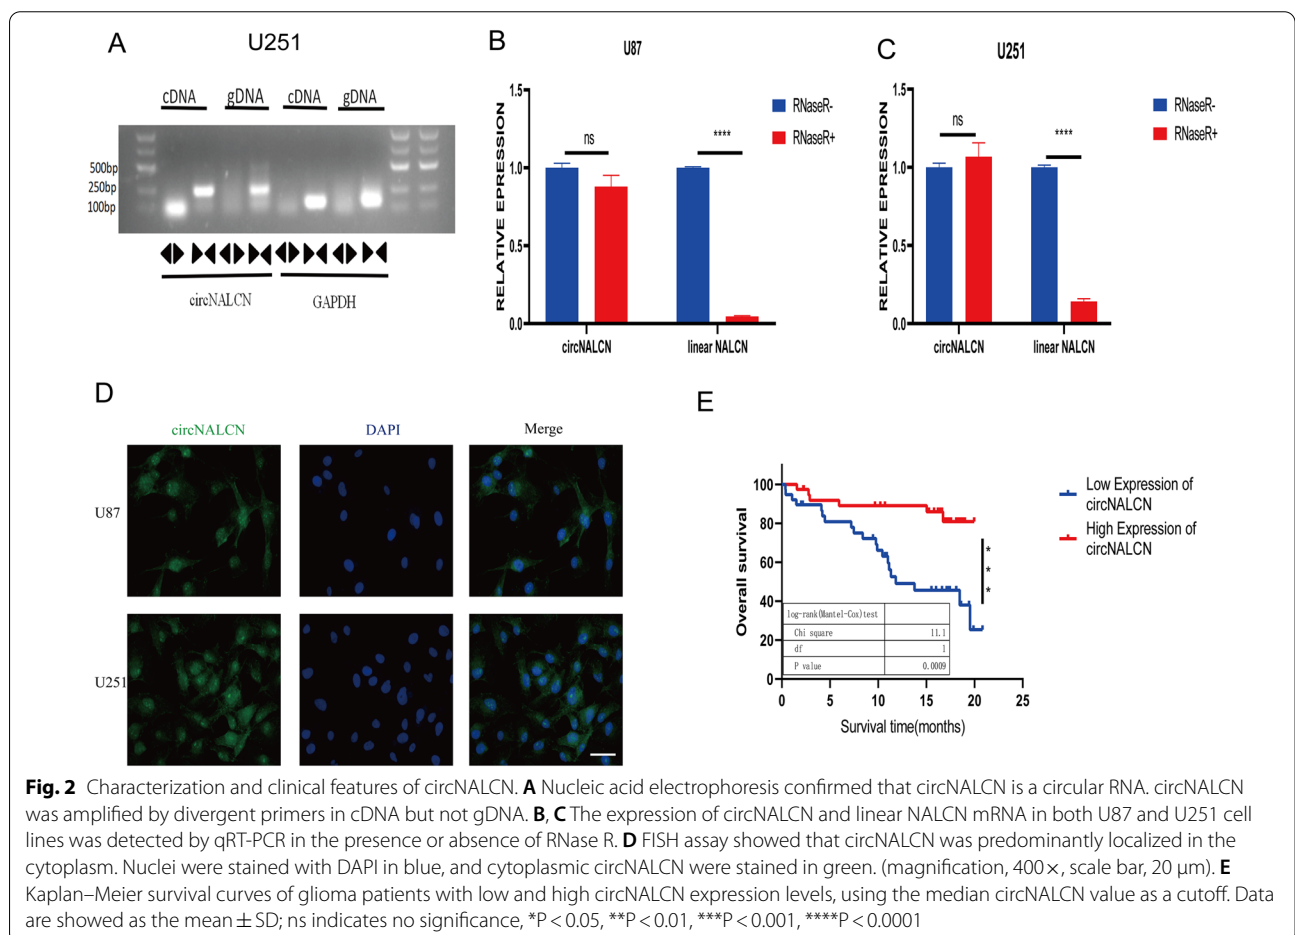 A
U251
cDNA gDNA cDNA gDNA
500bp
250bp
100bp
circNALCN GAPDH
B
U87
RELATIVE EPRESSION
1.5
1.0
0.5
0.0
ns
****
RNaseR-
RNaseR+
circNALCN linear NALCN
C
U251
RELATIVE EPRESSION
1.5
1.0
0.5
0.0
ns
****
RNaseR-
RNaseR+
circNALCN linear NALCN
D
circNALCN DAPI Merge
U87
U251
E
Overall survival
100
80
60
40
20
0
0 5 10 15 20 25
Survival time(months)
Low Expression of
circNALCN
High Expression of
circNALCN
***
log-rank(Mantel-Cox)test
Chi square 11.1
df 1
P value 0.0009
Fig. 2 Characterization and clinical features of circNALCN. A Nucleic acid electrophoresis confirmed that circNALCN is a circular RNA. circNALCN
was amplified by divergent primers in cDNA but not gDNA. B, C The expression of circNALCN and linear NALCN mRNA in both U87 and U251 cell
lines was detected by qRT-PCR in the presence or absence of RNase R. D FISH assay showed that circNALCN was predominantly localized in the
cytoplasm. Nuclei were stained with DAPI in blue, and cytoplasmic circNALCN were stained in green. (magnification, 400×, scale bar, 20 μm). E
Kaplan–Meier survival curves of glioma patients with low and high circNALCN expression levels, using the median circNALCN value as a cutoff. Data
are showed as the mean ± SD; ns indicates no significance, *P < 0.05, **P < 0.01, ***P < 0.001, ****P < 0.0001